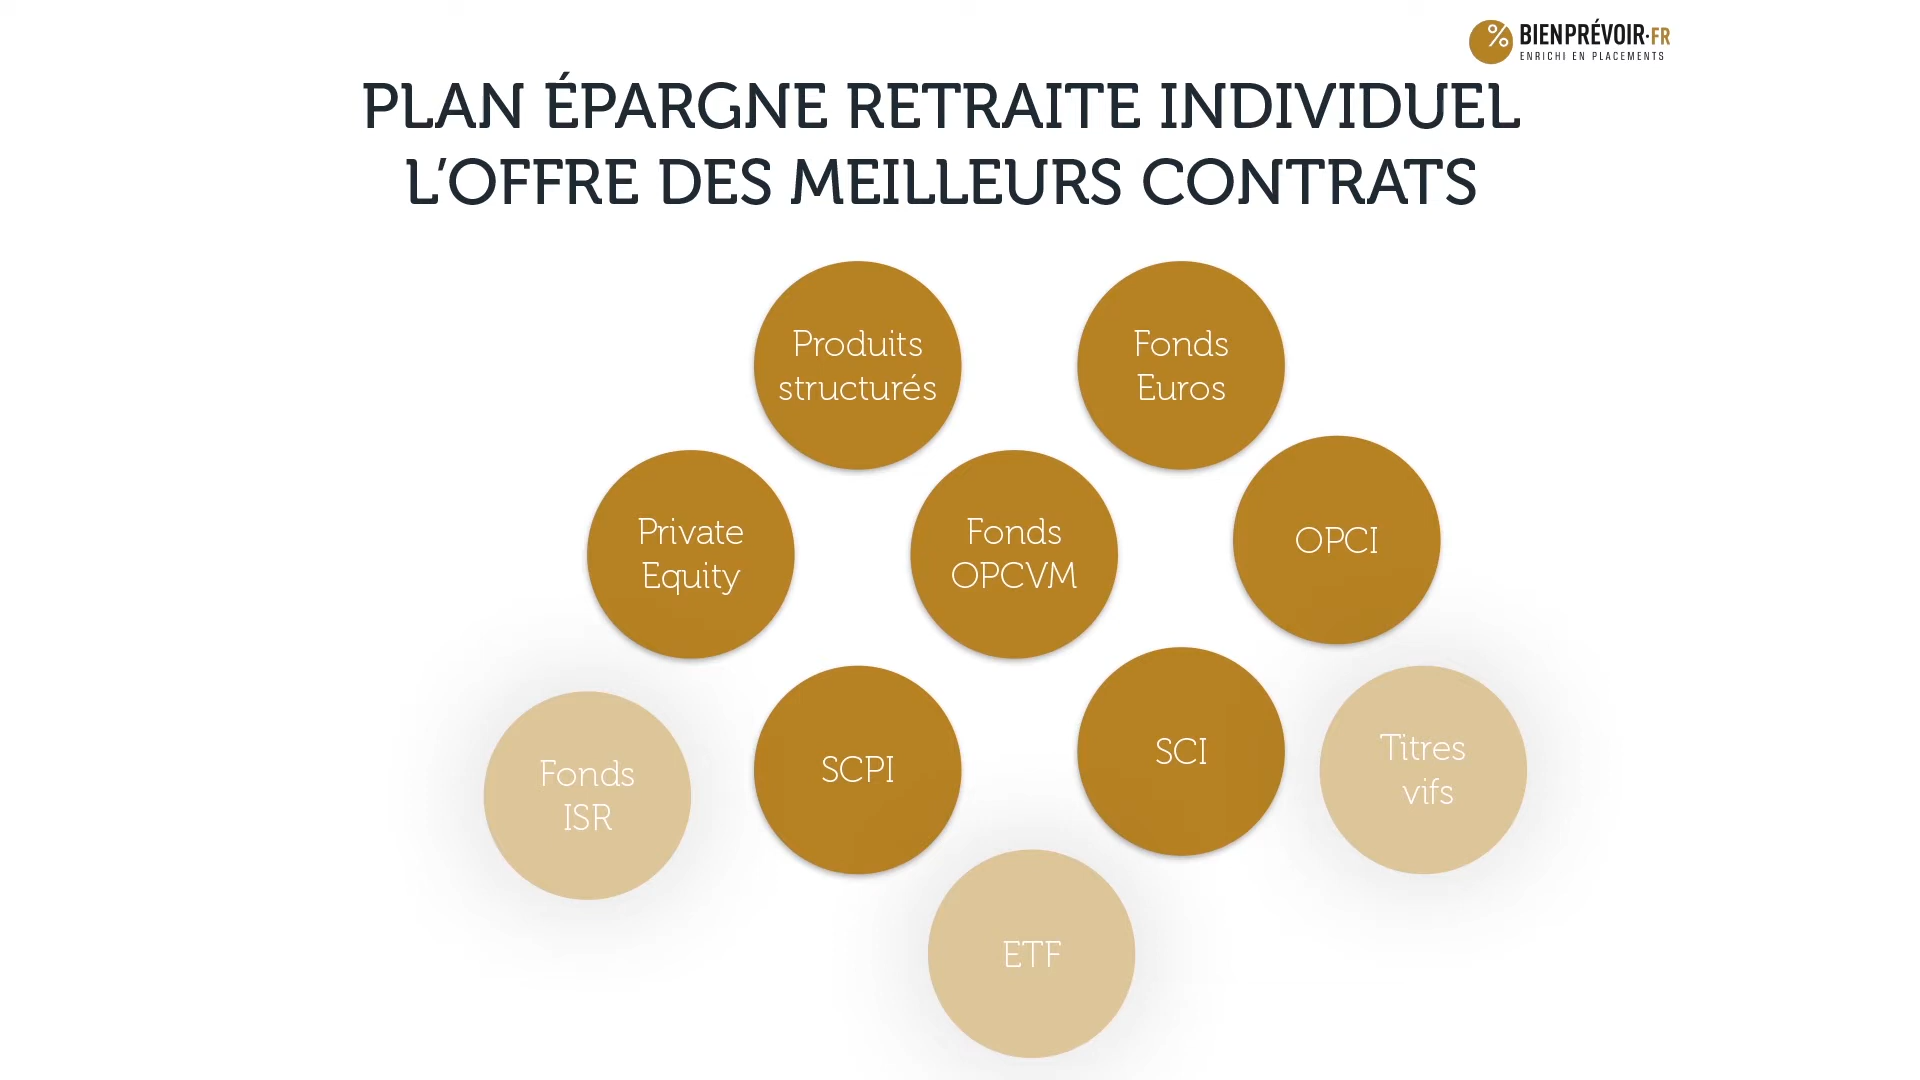 BIENPRÉVOIR·FR
ENRICHI EN PLACEMENTS
PLAN ÉPARGNE RETRAITE INDIVIDUEL
L’OFFRE DES MEILLEURS CONTRATS
Produits
structurés
Fonds
Euros
Private
Equity
Fonds
OPCVM
OPCI
Fonds
ISR
SCPI
SCI
Titres
vifs
ETF